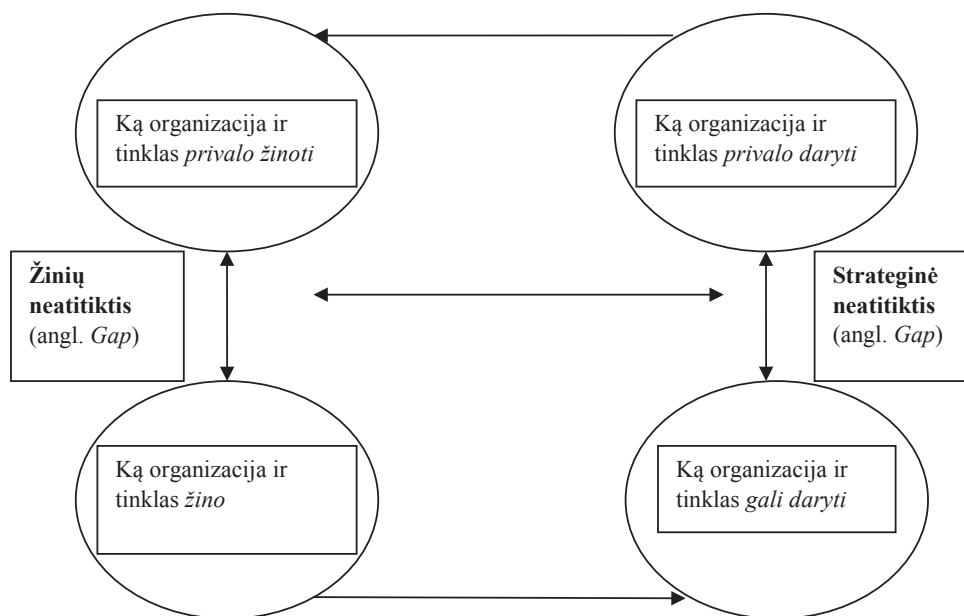 Ką organizacija ir
tinklas privalo žinoti
Ką organizacija ir
tinklas privalo daryti
Žinių
neatitiktis
(angl. Gap)
Strateginė
neatitiktis
(angl. Gap)
Ką organizacija ir
tinklas žino
Ką organizacija ir
tinklas gali daryti